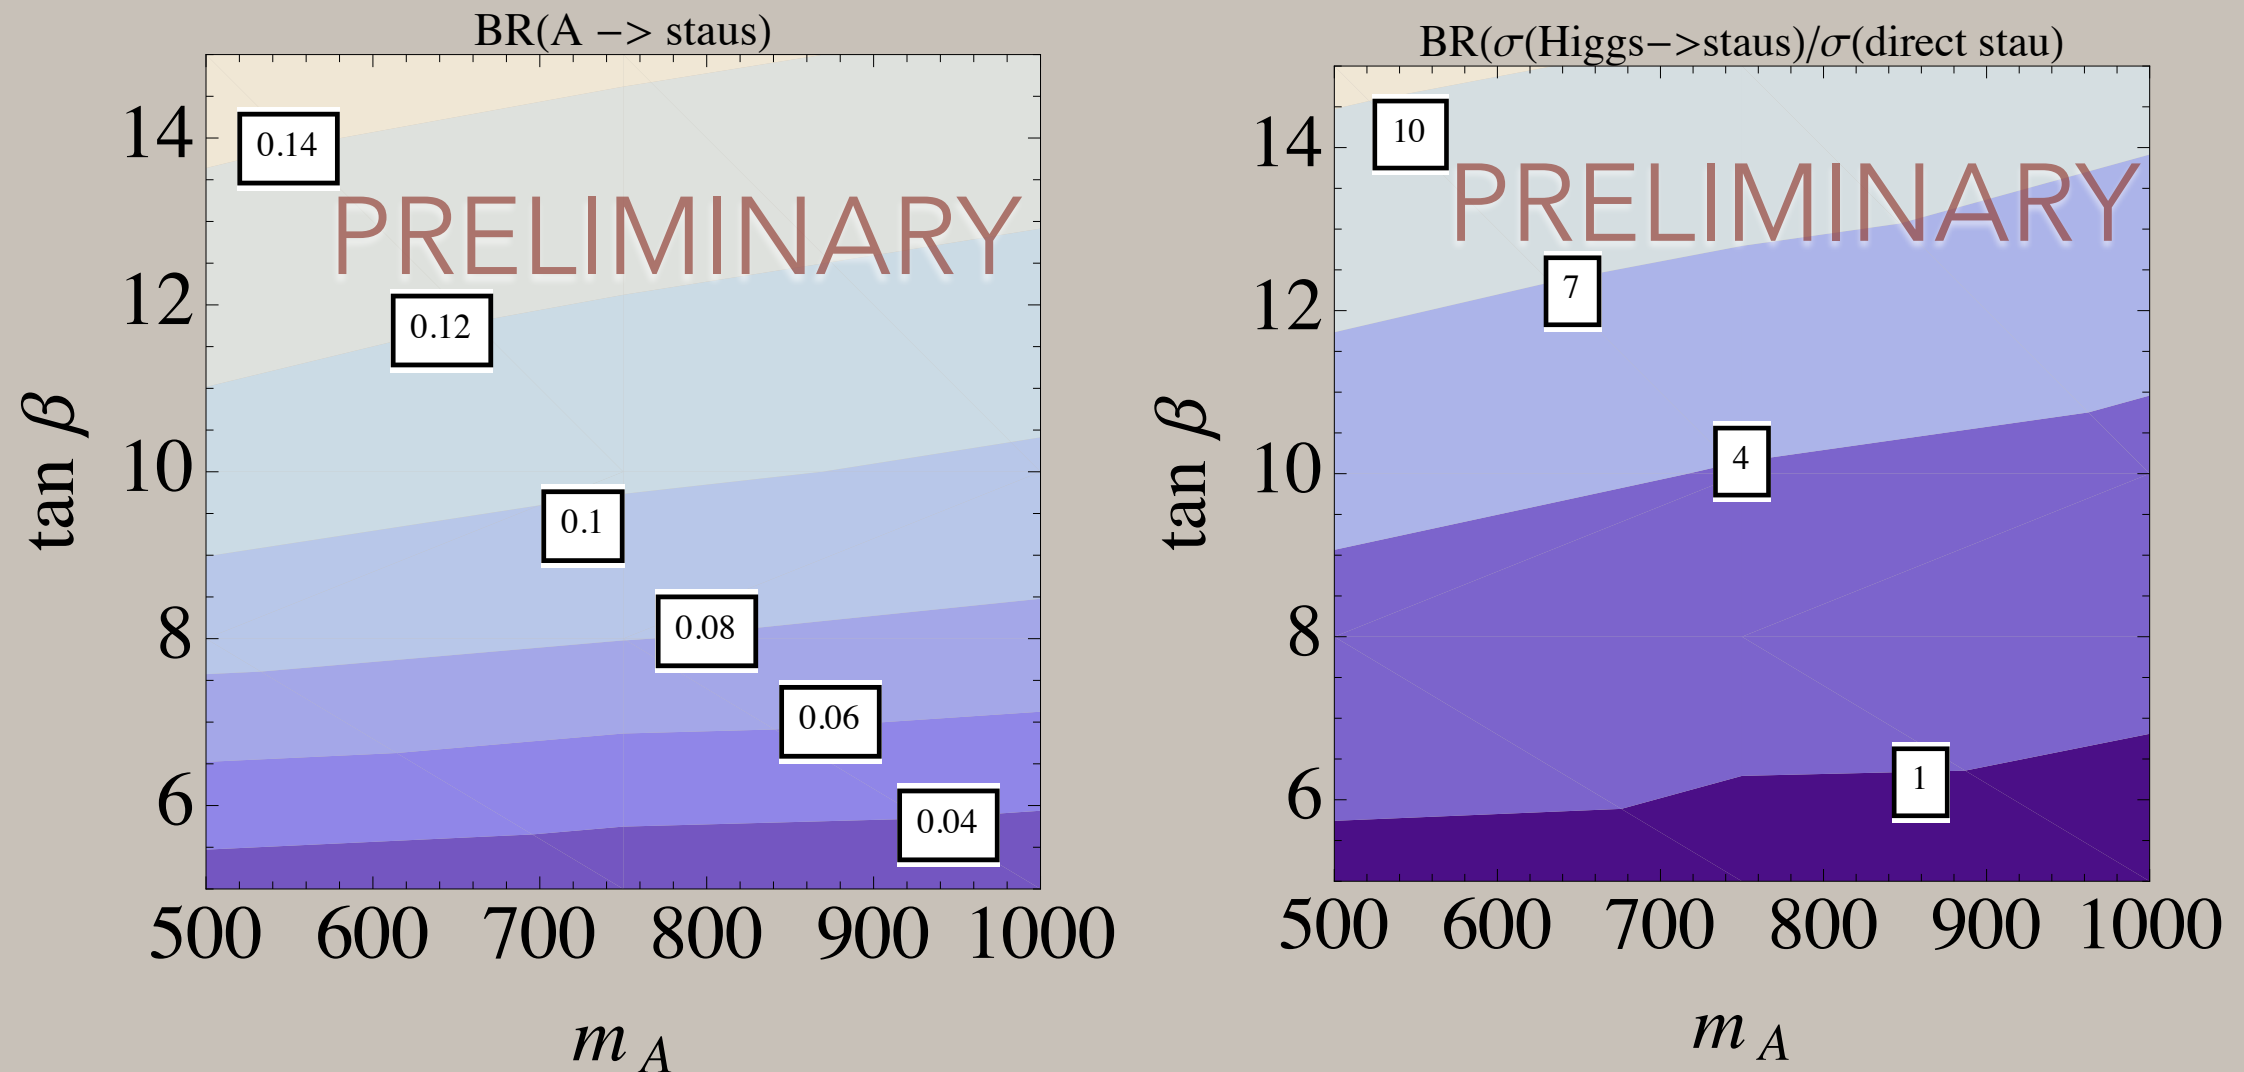 BR(A −> staus)
14
12
10
8
6
tan β
0.14
0.12
0.1
0.08
0.06
0.04
PRELIMINARY
500 600 700 800 900 1000
m A
BR(σ(Higgs−>staus)/σ(direct stau)
14
12
10
8
6
tan β
10
7
4
1
PRELIMINARY
500 600 700 800 900 1000
m A